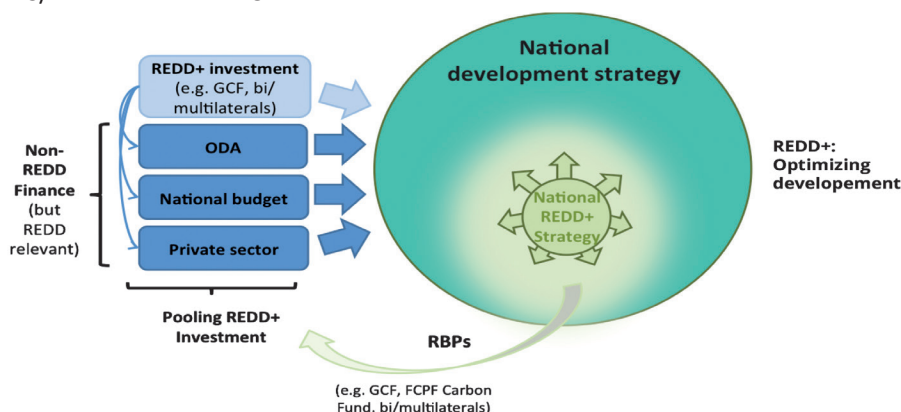 REDD+ investment
(e.g. GCF, bi/
multilaterals)
ODA
National budget
Private sector
Non-
REDD
Finance
(but
REDD
relevant)
Pooling REDD+
Investment
National
development strategy
National
REDD+
Strategy
REDD+:
Optimizing
developement
RBPs
(e.g. GCF, FCPF Carbon
Fund, bi/multilaterals)